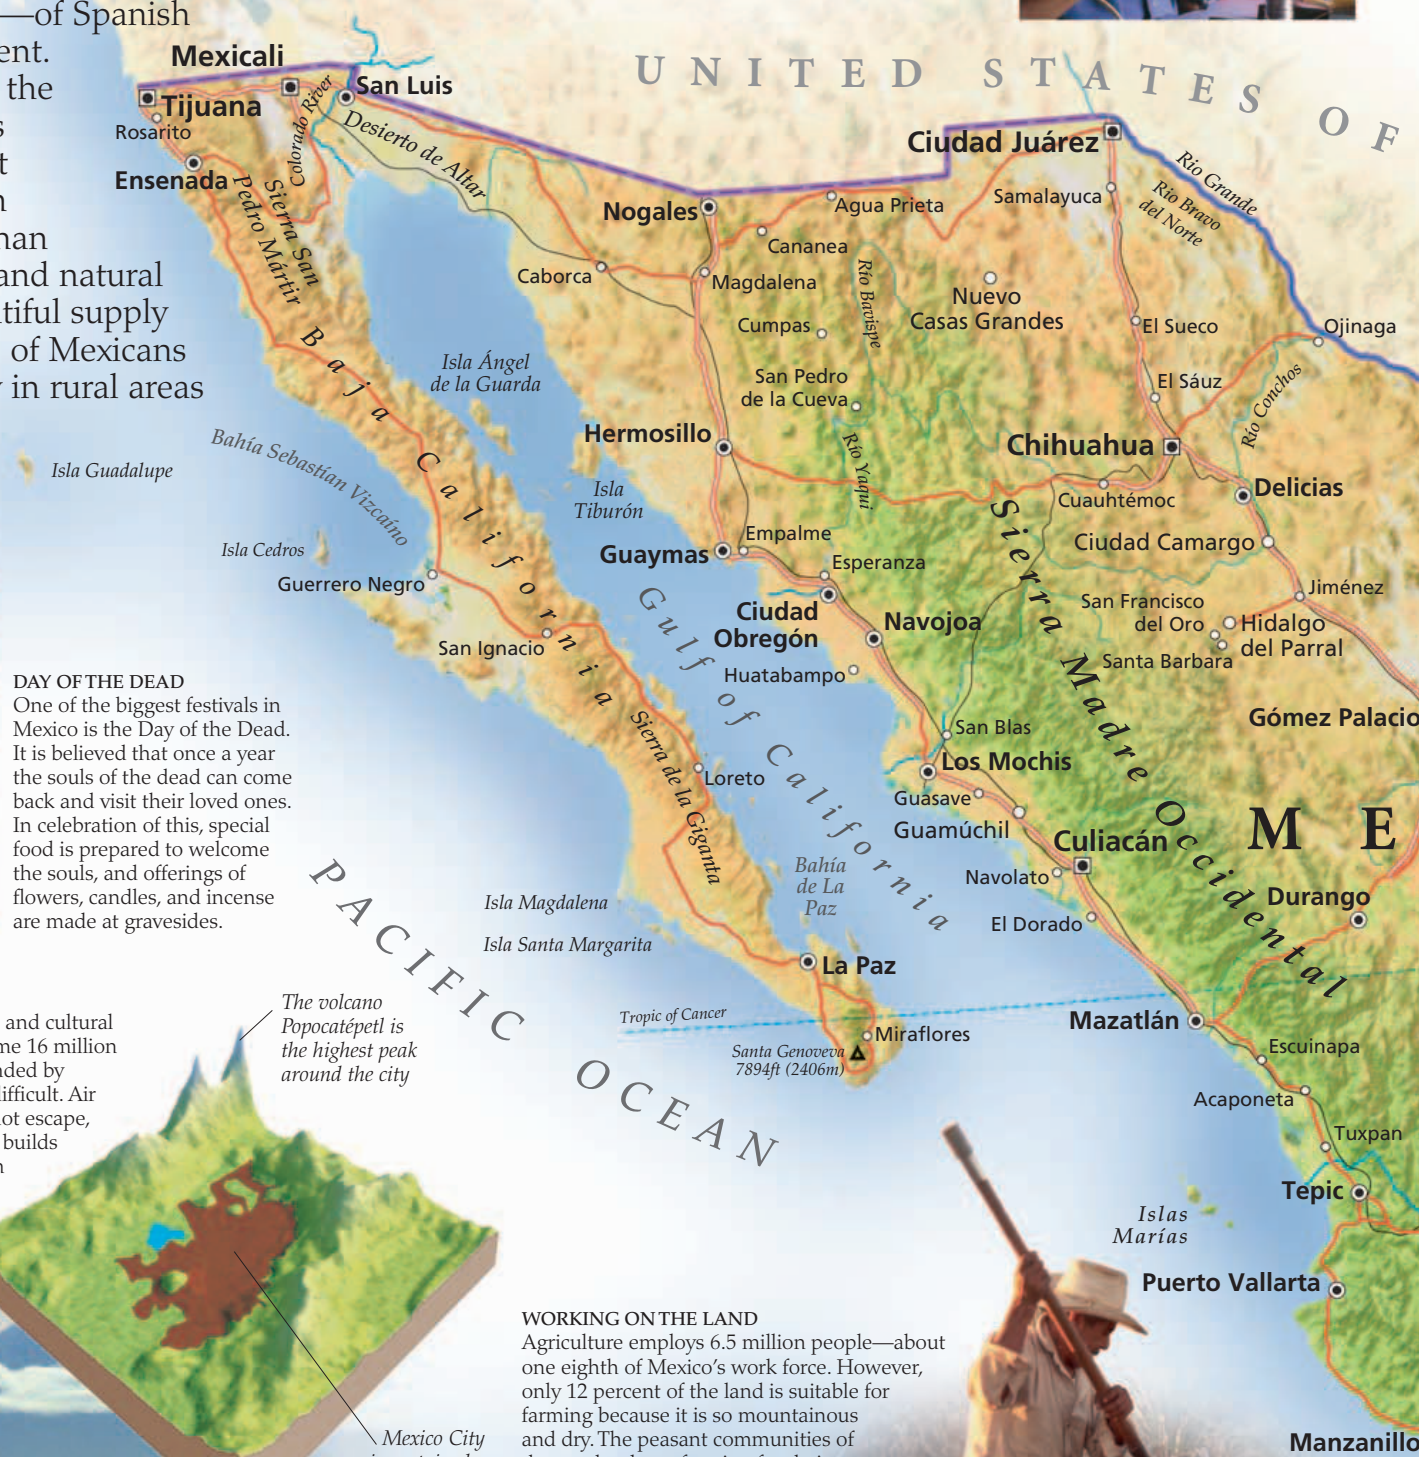 —of Spanish
ent.
the
s
t
n
nan
and natural
tiful supply
of Mexicans
y in rural areas
UNITED STATES OF
Mexicali
San Luis
Tijuana
Rosarito
Colorado River
Desierto de Altar
Ensenada
Sierra San
Pedro Mártir
Ciudad Juárez
Rio Grande
Río Bravo
del Norte
Samalayuca
Nogales
Agua Prieta
Cananea
Caborca
Magdalena
Río Bavispe
Nuevo
Casas Grandes
Cumpas
El Sueco
Ojinaga
San Pedro
de la Cueva
El Sáuz
Río Conchos
Baja California
Isla Ángel
de la Guarda
Hermosillo
Río Yaqui
Chihuahua
Bahía Sebastían Vizcaíno
Isla Guadalupe
Isla
Tiburón
Cuauhtémoc
Delicias
Isla Cedros
Guaymas
Empalme
Ciudad Camargo
Guerrero Negro
Esperanza
Jiménez
Ciudad
Obregón
Navojoa
San Francisco
del Oro
Hidalgo
del Parral
Santa Barbara
San Ignacio
Huatabampo
Gulf of California
Sierra Madre Occidental
Gómez Palacio
Sierra de la Giganta
San Blas
Loreto
Los Mochis
Guasave
Guamúchil
M E
Culiacán
Bahía
de La
Paz
Navolato
Durango
El Dorado
Isla Magdalena
Isla Santa Margarita
La Paz
PACIFIC OCEAN
Tropic of Cancer
Mazatlán
Miraflores
Santa Genoveva
7894ft (2406m)
Escuinapa
Acaponeta
Tuxpan
Tepic
Islas
Marías
Puerto Vallarta
Manzanillo
DAY OF THE DEAD
One of the biggest festivals in
Mexico is the Day of the Dead.
It is believed that once a year
the souls of the dead can come
back and visit their loved ones.
In celebration of this, special
food is prepared to welcome
the souls, and offerings of
flowers, candles, and incense
are made at gravesides.
and cultural
me 16 million
nded by
difficult. Air
not escape,
builds
n
The volcano
Popocatépetl is
the highest peak
around the city
Mexico City
WORKING ON THE LAND
Agriculture employs 6.5 million people—about
one eighth of Mexico's work force. However,
only 12 percent of the land is suitable for
farming because it is so mountainous
and dry. The peasant communities of